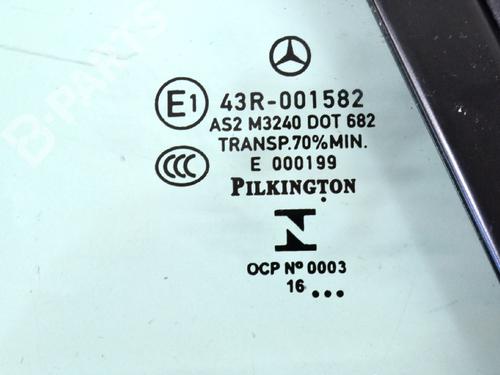 B-PARTS
E1 43R-001582
AS2 M3240 DOT 682
TRANSP.70%MIN.
CCC E 000199
PILKINGTON
N
OCP Nº 0003
16 ...